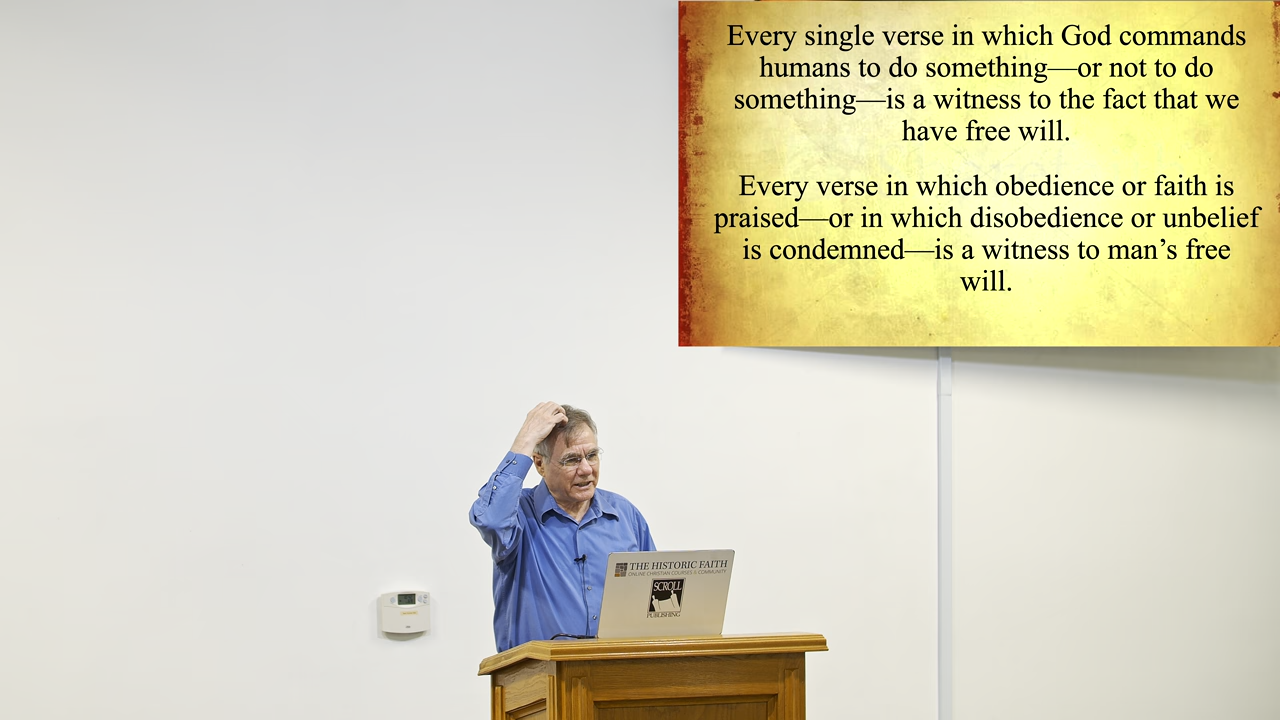 Every single verse in which God commands
humans to do something—or not to do
something—is a witness to the fact that we
have free will.
Every verse in which obedience or faith is
praised—or in which disobedience or unbelief
is condemned—is a witness to man’s free
will.
THE HISTORIC FAITH
ONLINE CHRISTIAN COURSES & COMMUNITY
SCROLL
PUBLISHING